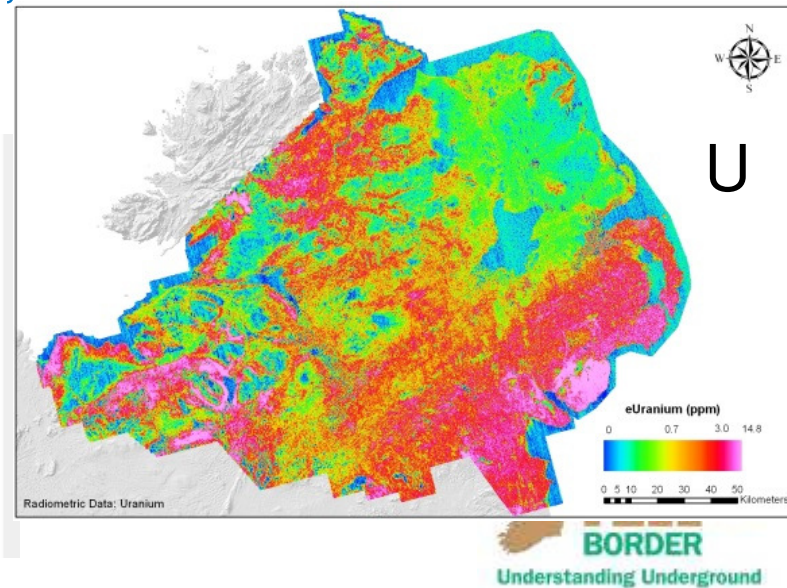 N
W E
S
U
eUranium (ppm)
0 0.7 3.0 14.8
0 5 10 20 30 40 50
Kilometers
Radiometric Data: Uranium
BORDER
Understanding Underground